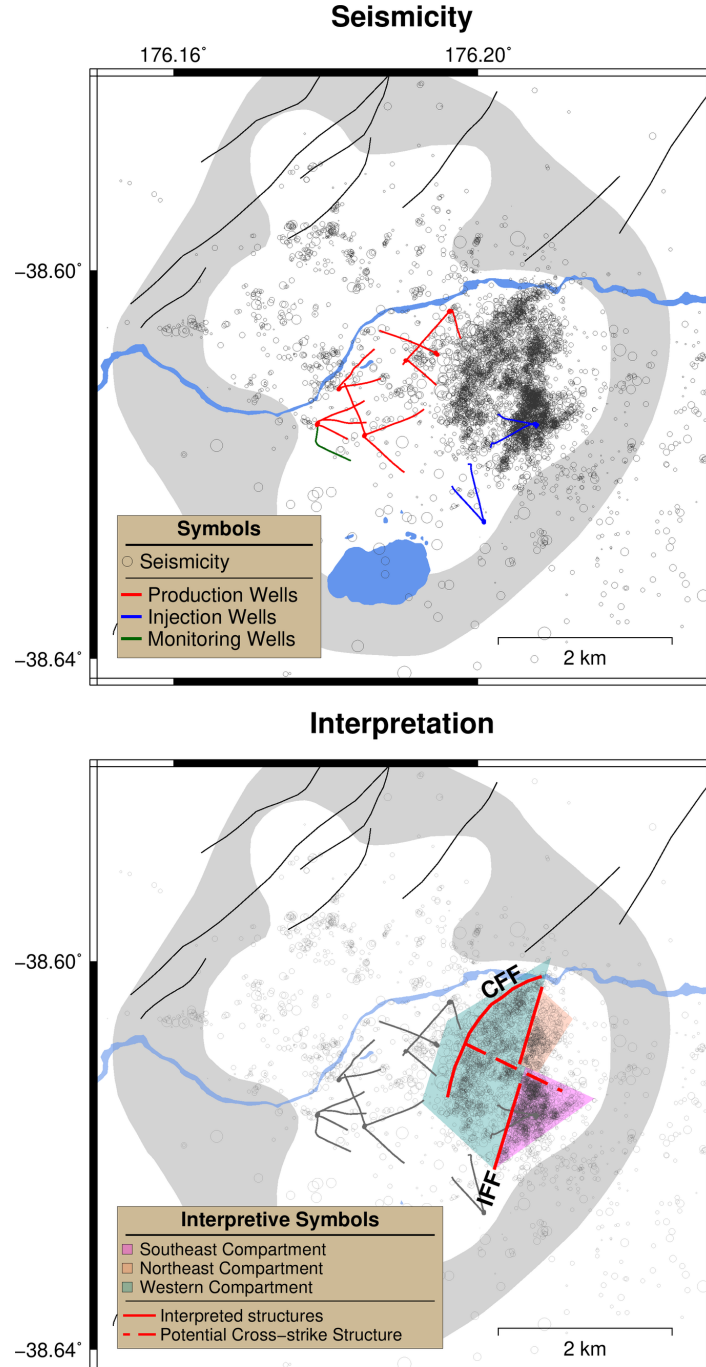 Seismicity
176.16° 176.20°
−38.60°
−38.64°
Symbols
Seismicity
Production Wells
Injection Wells
Monitoring Wells
2 km
Interpretation
−38.60°
−38.64°
CFF
IFF
Interpretive Symbols
Southeast Compartment
Northeast Compartment
Western Compartment
Interpreted structures
Potential Cross−strike Structure
2 km